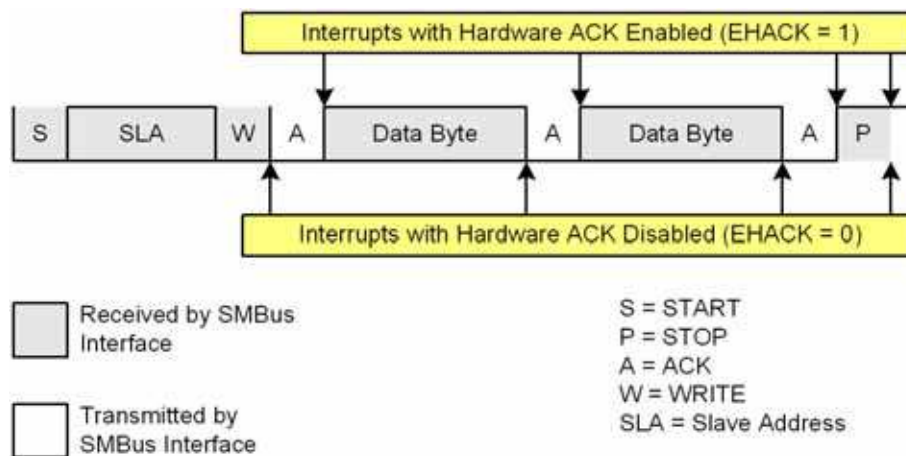 Interrupts with Hardware ACK Enabled (EHACK = 1)
S SLA W A Data Byte A Data Byte A P
Interrupts with Hardware ACK Disabled (EHACK = 0)
Received by SMBus
Interface
Transmitted by
SMBus Interface
S = START
P = STOP
A = ACK
W = WRITE
SLA = Slave Address